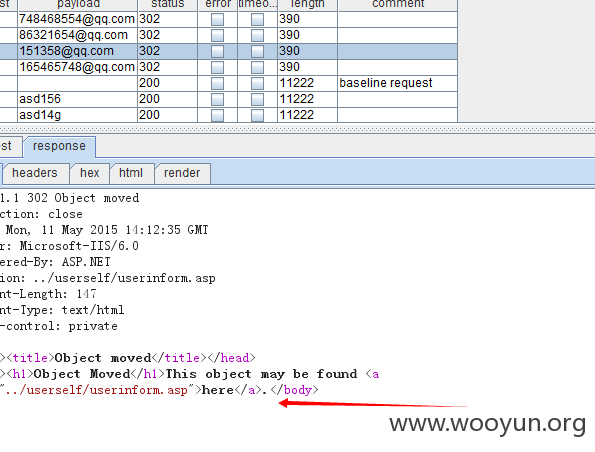 st payload status error timeo... length comment
748468554@qq.com 302 390
86321654@qq.com 302 390
151358@qq.com 302 390
165465748@qq.com 302 390
200 11222 baseline request
asd156 200 11222
asd14g 200 11222
st response
headers hex html render
1.1 302 Object moved
ction: close
Mon, 11 May 2015 14:12:35 GMT
r: Microsoft-IIS/6.0
ered-By: ASP.NET
ion: ../userself/userinform.asp
nt-Length: 147
nt-Type: text/html
-control: private
><title>Object moved</title></head>
><h1>Object Moved</h1>This object may be found <a
"../userself/userinform.asp">here</a>.</body>
www.wooyun.org